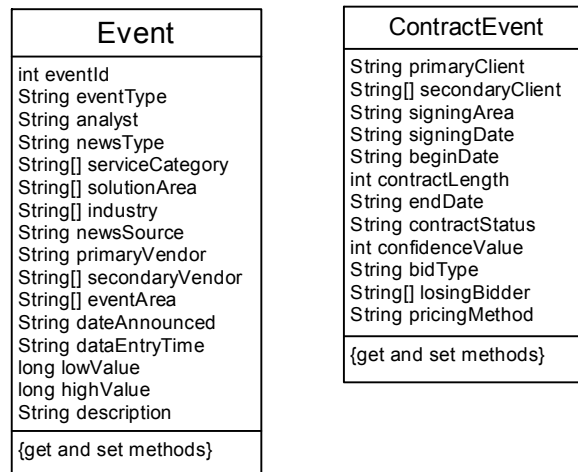 Event
int eventId
String eventType
String analyst
String newsType
String[] serviceCategory
String[] solutionArea
String[] industry
String newsSource
String primaryVendor
String[] secondaryVendor
String[] eventArea
String dateAnnounced
String dataEntryTime
long lowValue
long highValue
String description
{get and set methods}
ContractEvent
String primaryClient
String[] secondaryClient
String signingArea
String signingDate
String beginDate
int contractLength
String endDate
String contractStatus
int confidenceValue
String bidType
String[] losingBidder
String pricingMethod
{get and set methods}